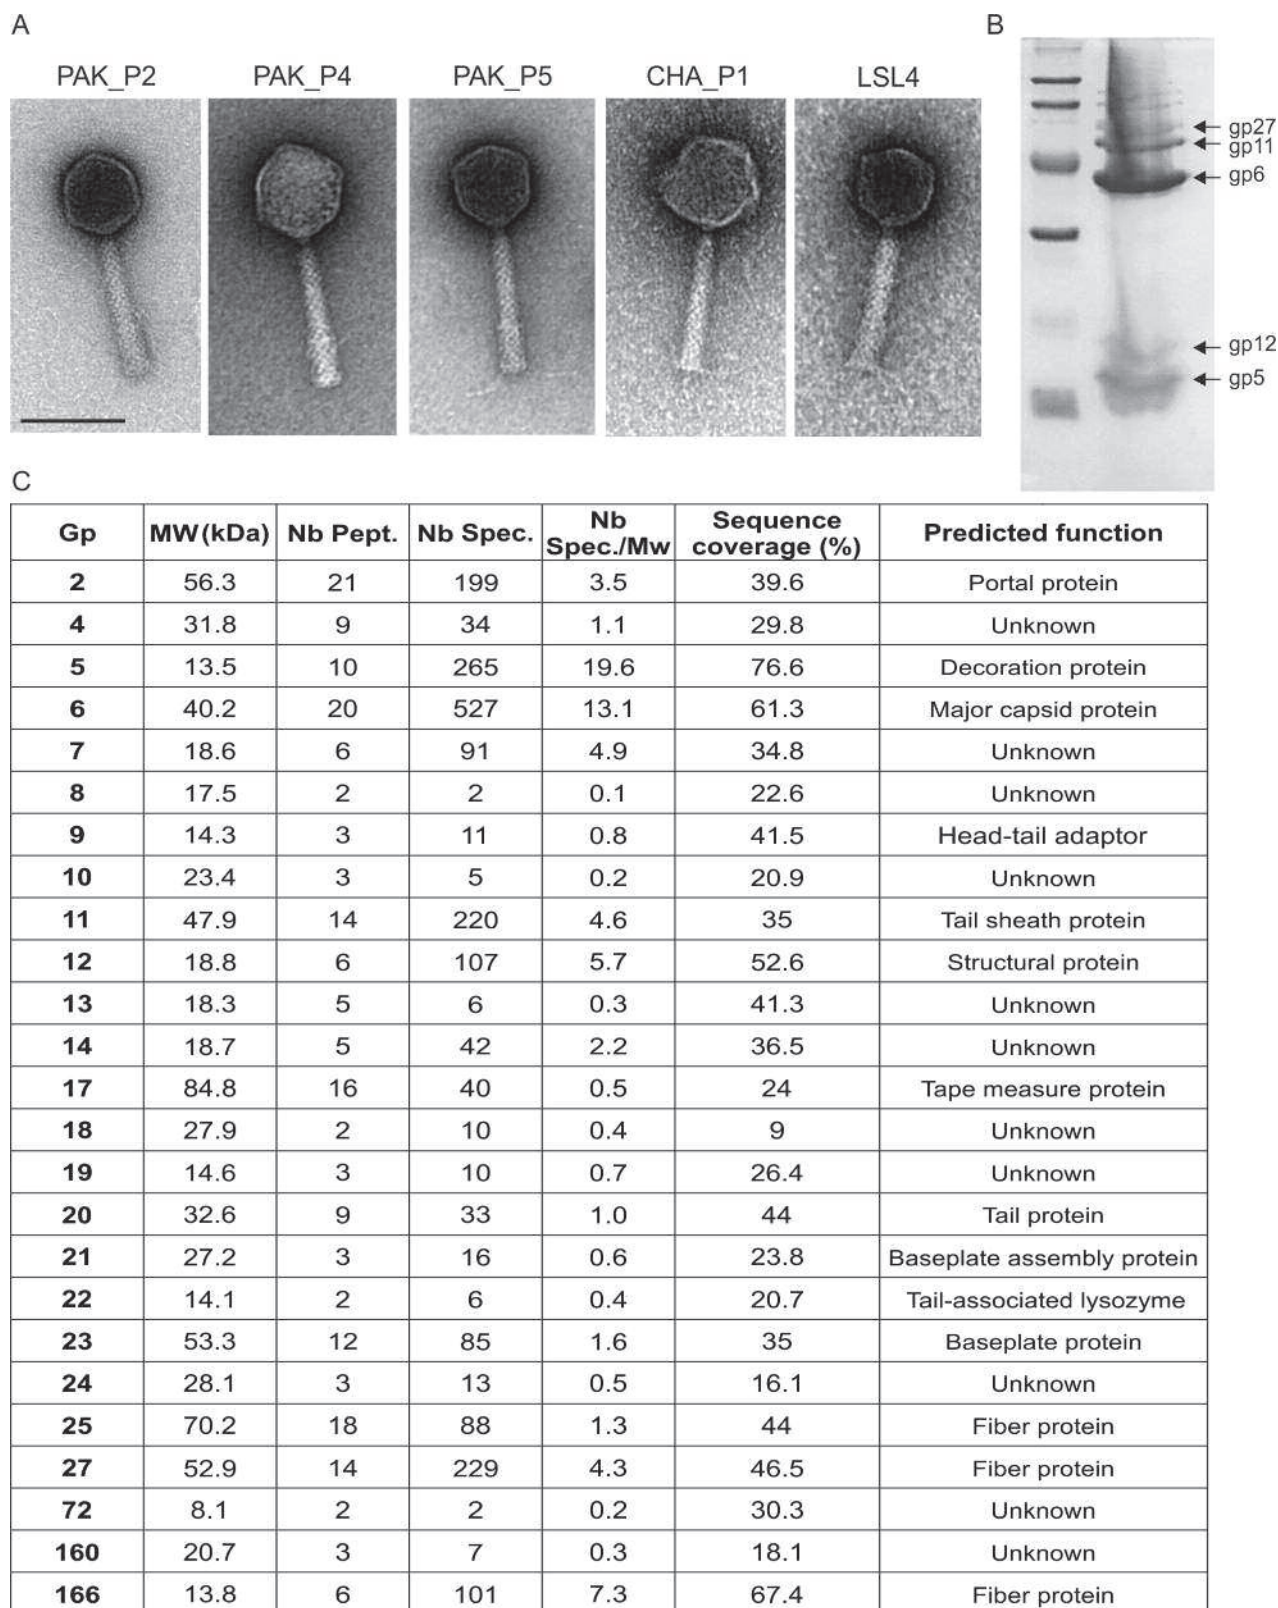 A
B
PAK_P2 PAK_P4 PAK_P5 CHA_P1 LSL4
gp27
gp11
gp6
gp12
gp5
C
Gp MW (kDa) Nb Pept. Nb Spec. Nb Spec./Mw Sequence coverage (%) Predicted function
2 56.3 21 199 3.5 39.6 Portal protein
4 31.8 9 34 1.1 29.8 Unknown
5 13.5 10 265 19.6 76.6 Decoration protein
6 40.2 20 527 13.1 61.3 Major capsid protein
7 18.6 6 91 4.9 34.8 Unknown
8 17.5 2 2 0.1 22.6 Unknown
9 14.3 3 11 0.8 41.5 Head-tail adaptor
10 23.4 3 5 0.2 20.9 Unknown
11 47.9 14 220 4.6 35 Tail sheath protein
12 18.8 6 107 5.7 52.6 Structural protein
13 18.3 5 6 0.3 41.3 Unknown
14 18.7 5 42 2.2 36.5 Unknown
17 84.8 16 40 0.5 24 Tape measure protein
18 27.9 2 10 0.4 9 Unknown
19 14.6 3 10 0.7 26.4 Unknown
20 32.6 9 33 1.0 44 Tail protein
21 27.2 3 16 0.6 23.8 Baseplate assembly protein
22 14.1 2 6 0.4 20.7 Tail-associated lysozyme
23 53.3 12 85 1.6 35 Baseplate protein
24 28.1 3 13 0.5 16.1 Unknown
25 70.2 18 88 1.3 44 Fiber protein
27 52.9 14 229 4.3 46.5 Fiber protein
72 8.1 2 2 0.2 30.3 Unknown
160 20.7 3 7 0.3 18.1 Unknown
166 13.8 6 101 7.3 67.4 Fiber protein